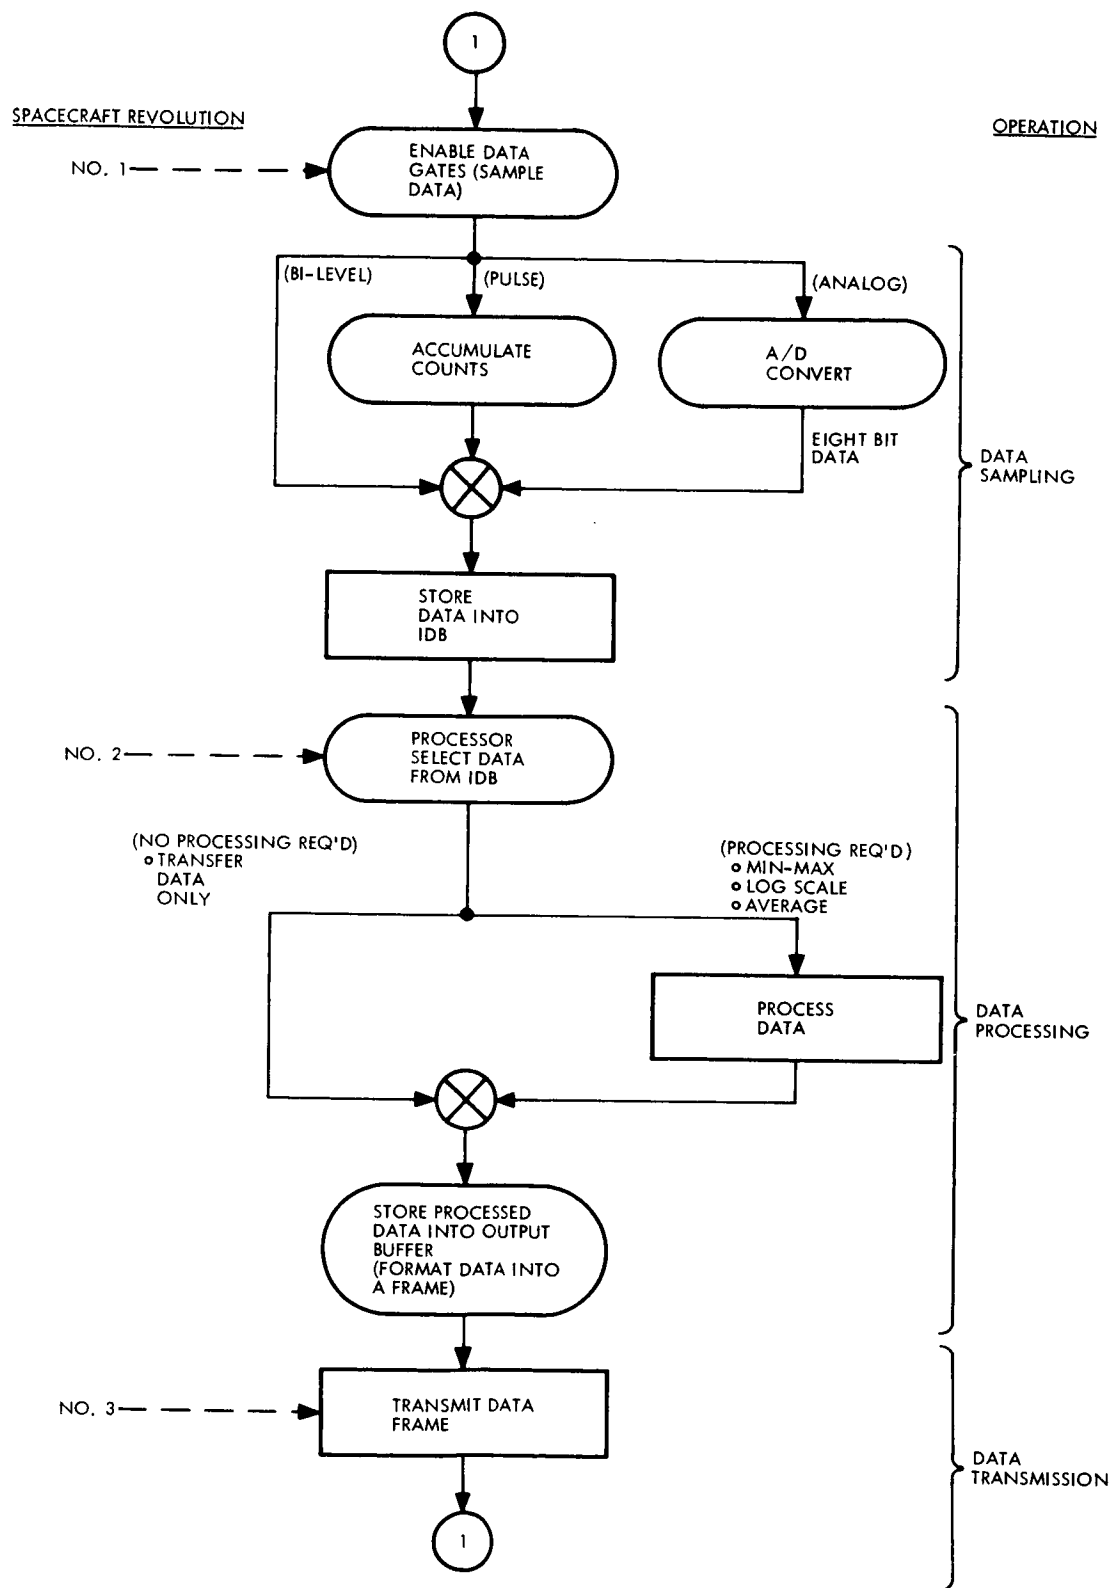 1
SPACECRAFT REVOLUTION
OPERATION
NO. 1
ENABLE DATA
GATES (SAMPLE
DATA)
(BI-LEVEL)
(PULSE)
(ANALOG)
ACCUMULATE
COUNTS
A/D
CONVERT
EIGHT BIT
DATA
DATA
SAMPLING
STORE
DATA INTO
IDB
NO. 2
PROCESSOR
SELECT DATA
FROM IDB
(NO PROCESSING REQ'D)
o TRANSFER
DATA
ONLY
(PROCESSING REQ'D)
o MIN-MAX
o LOG SCALE
o AVERAGE
PROCESS
DATA
DATA
PROCESSING
STORE PROCESSED
DATA INTO OUTPUT
BUFFER
(FORMAT DATA INTO
A FRAME)
NO. 3
TRANSMIT DATA
FRAME
DATA
TRANSMISSION
1